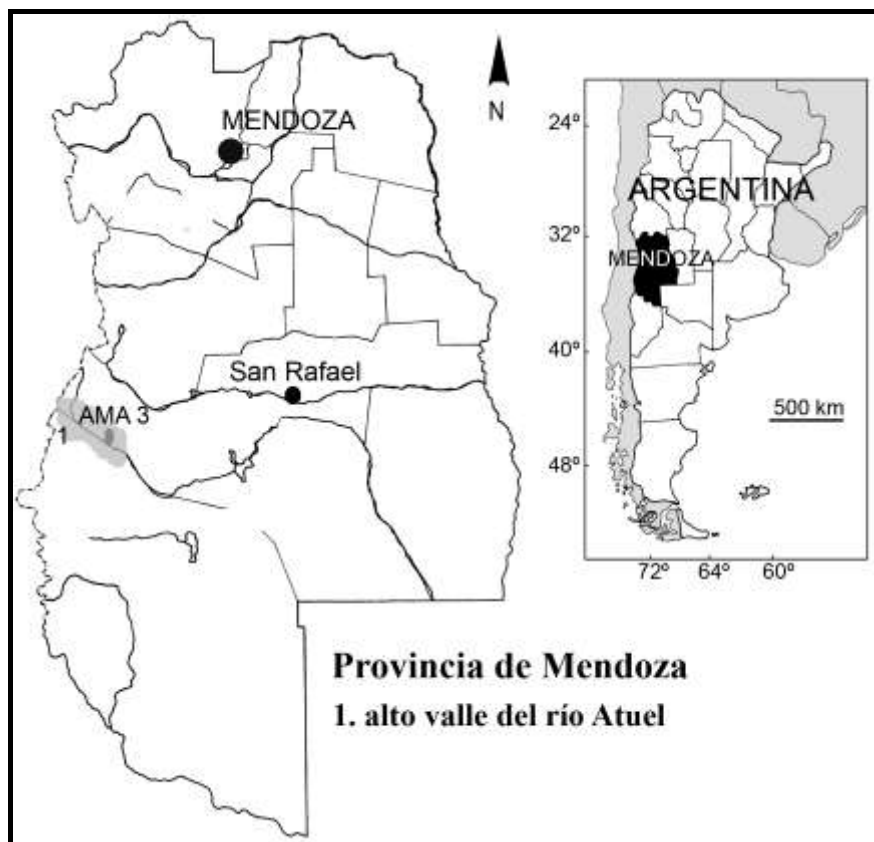 MENDOZA
N
San Rafael
AMA 3
1
Provincia de Mendoza
1. alto valle del río Atuel
24º
ARGENTINA
32º
MENDOZA
40º
500 km
48º
72º 64º 60º